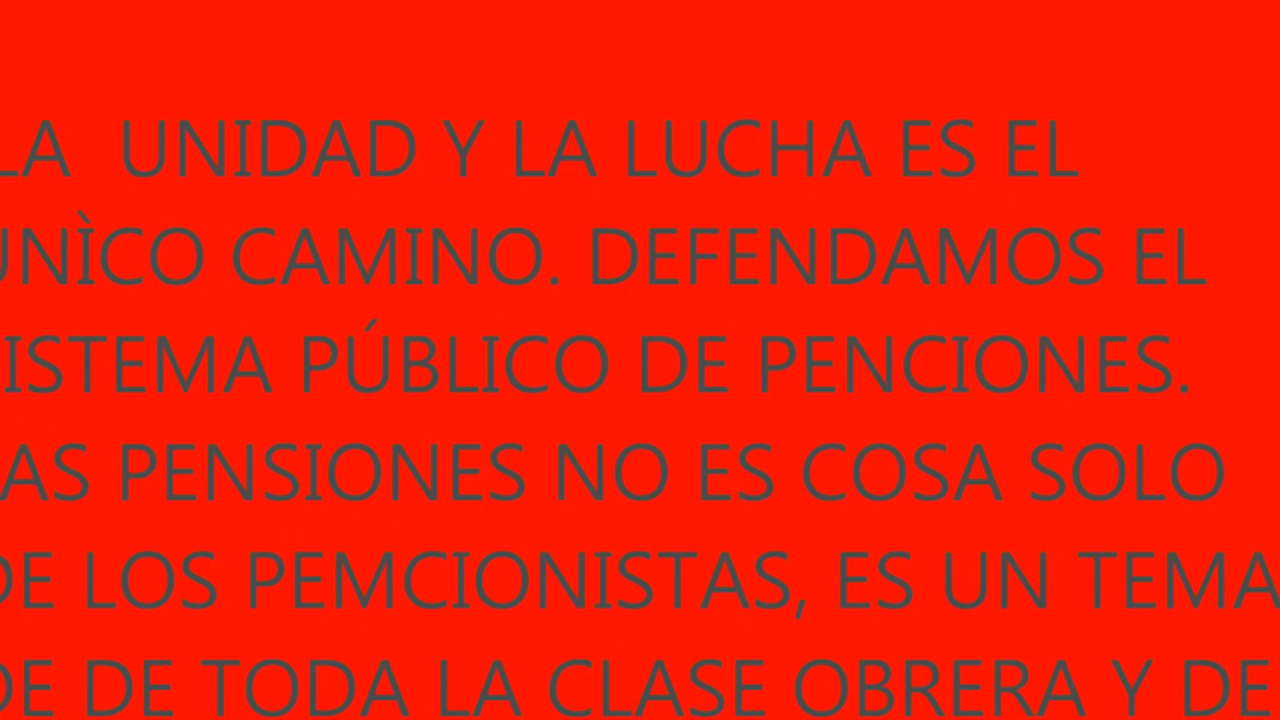 LA  UNIDAD Y LA LUCHA ES EL
UNÌCO CAMINO. DEFENDAMOS EL
ISTEMA PÚBLICO DE PENCIONES.
AS PENSIONES NO ES COSA SOLO
DE LOS PEMCIONISTAS, ES UN TEMA
DE DE TODA LA CLASE OBRERA Y DE